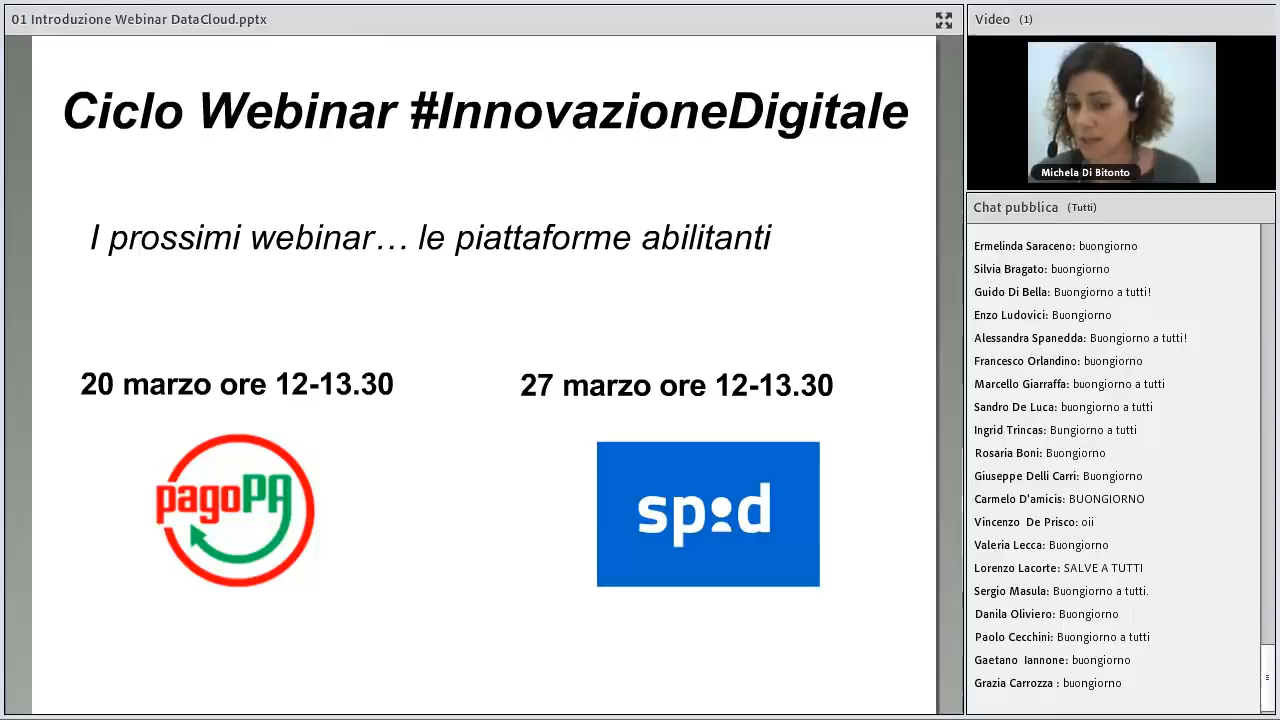 01 Introduzione Webinar DataCloud.pptx
Ciclo Webinar #InnovazioneDigitale
I prossimi webinar… le piattaforme abilitanti
20 marzo ore 12-13.30
27 marzo ore 12-13.30
pagoPA
spid
Video (1)
Michela Di Bitonto
Chat pubblica (Tutti)
Ermelinda Saraceno: buongiorno
Silvia Bragato: buongiorno
Guido Di Bella: Buongiorno a tutti!
Enzo Ludovici: Buongiorno
Alessandra Spanedda: Buongiorno a tutti!
Francesco Orlandino: buongiorno
Marcello Giarraffa: buongiorno a tutti
Sandro De Luca: buongiorno a tutti
Ingrid Trincas: Bungiorno a tutti
Rosaria Boni: Buongiorno
Giuseppe Delli Carri: Buongiorno
Carmelo D'amicis: BUONGIORNO
Vincenzo De Prisco: oii
Valeria Lecca: Buongiorno
Lorenzo Lacorte: SALVE A TUTTI
Sergio Masula: Buongiorno a tutti.
Danila Oliviero: Buongiorno
Paolo Cecchini: Buongiorno a tutti
Gaetano Iannone: buongiorno
Grazia Carrozza : buongiorno